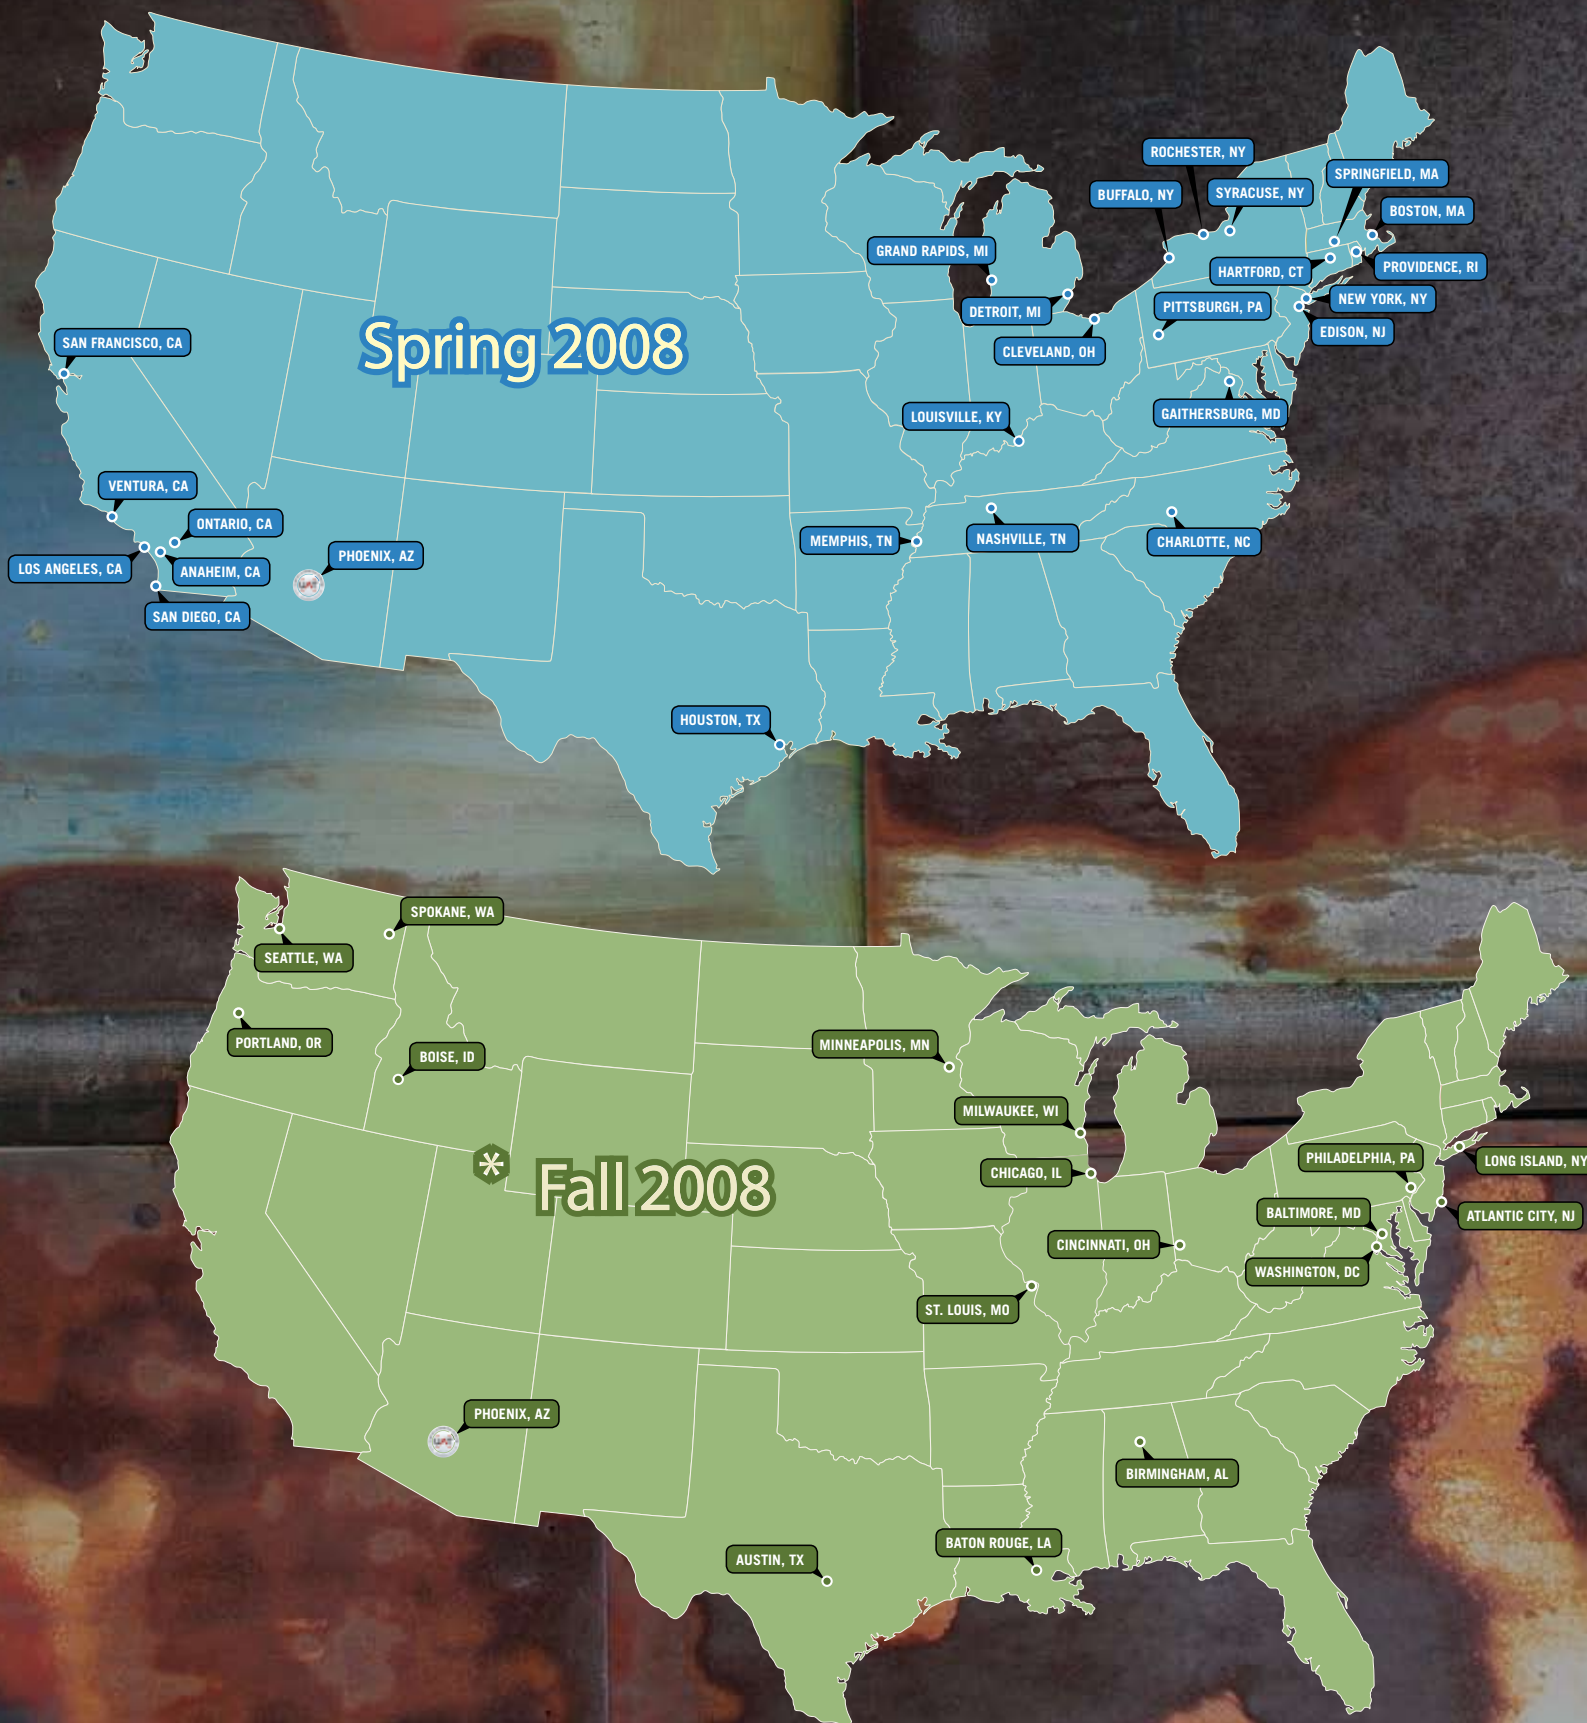 ROCHESTER, NY
SPRINGFIELD, MA
BUFFALO, NY
SYRACUSE, NY
BOSTON, MA
GRAND RAPIDS, MI
HARTFORD, CT
PROVIDENCE, RI
DETROIT, MI
PITTSBURGH, PA
NEW YORK, NY
EDISON, NJ
SAN FRANCISCO, CA
Spring 2008
CLEVELAND, OH
LOUISVILLE, KY
GAITHERSBURG, MD
VENTURA, CA
ONTARIO, CA
MEMPHIS, TN
NASHVILLE, TN
CHARLOTTE, NC
LOS ANGELES, CA
ANAHEIM, CA
PHOENIX, AZ
SAN DIEGO, CA
HOUSTON, TX
SPOKANE, WA
SEATTLE, WA
PORTLAND, OR
BOISE, ID
MINNEAPOLIS, MN
MILWAUKEE, WI
CHICAGO, IL
PHILADELPHIA, PA
LONG ISLAND, NY
* Fall 2008
BALTIMORE, MD
ATLANTIC CITY, NJ
CINCINNATI, OH
WASHINGTON, DC
ST. LOUIS, MO
PHOENIX, AZ
UAT
BIRMINGHAM, AL
BATON ROUGE, LA
AUSTIN, TX